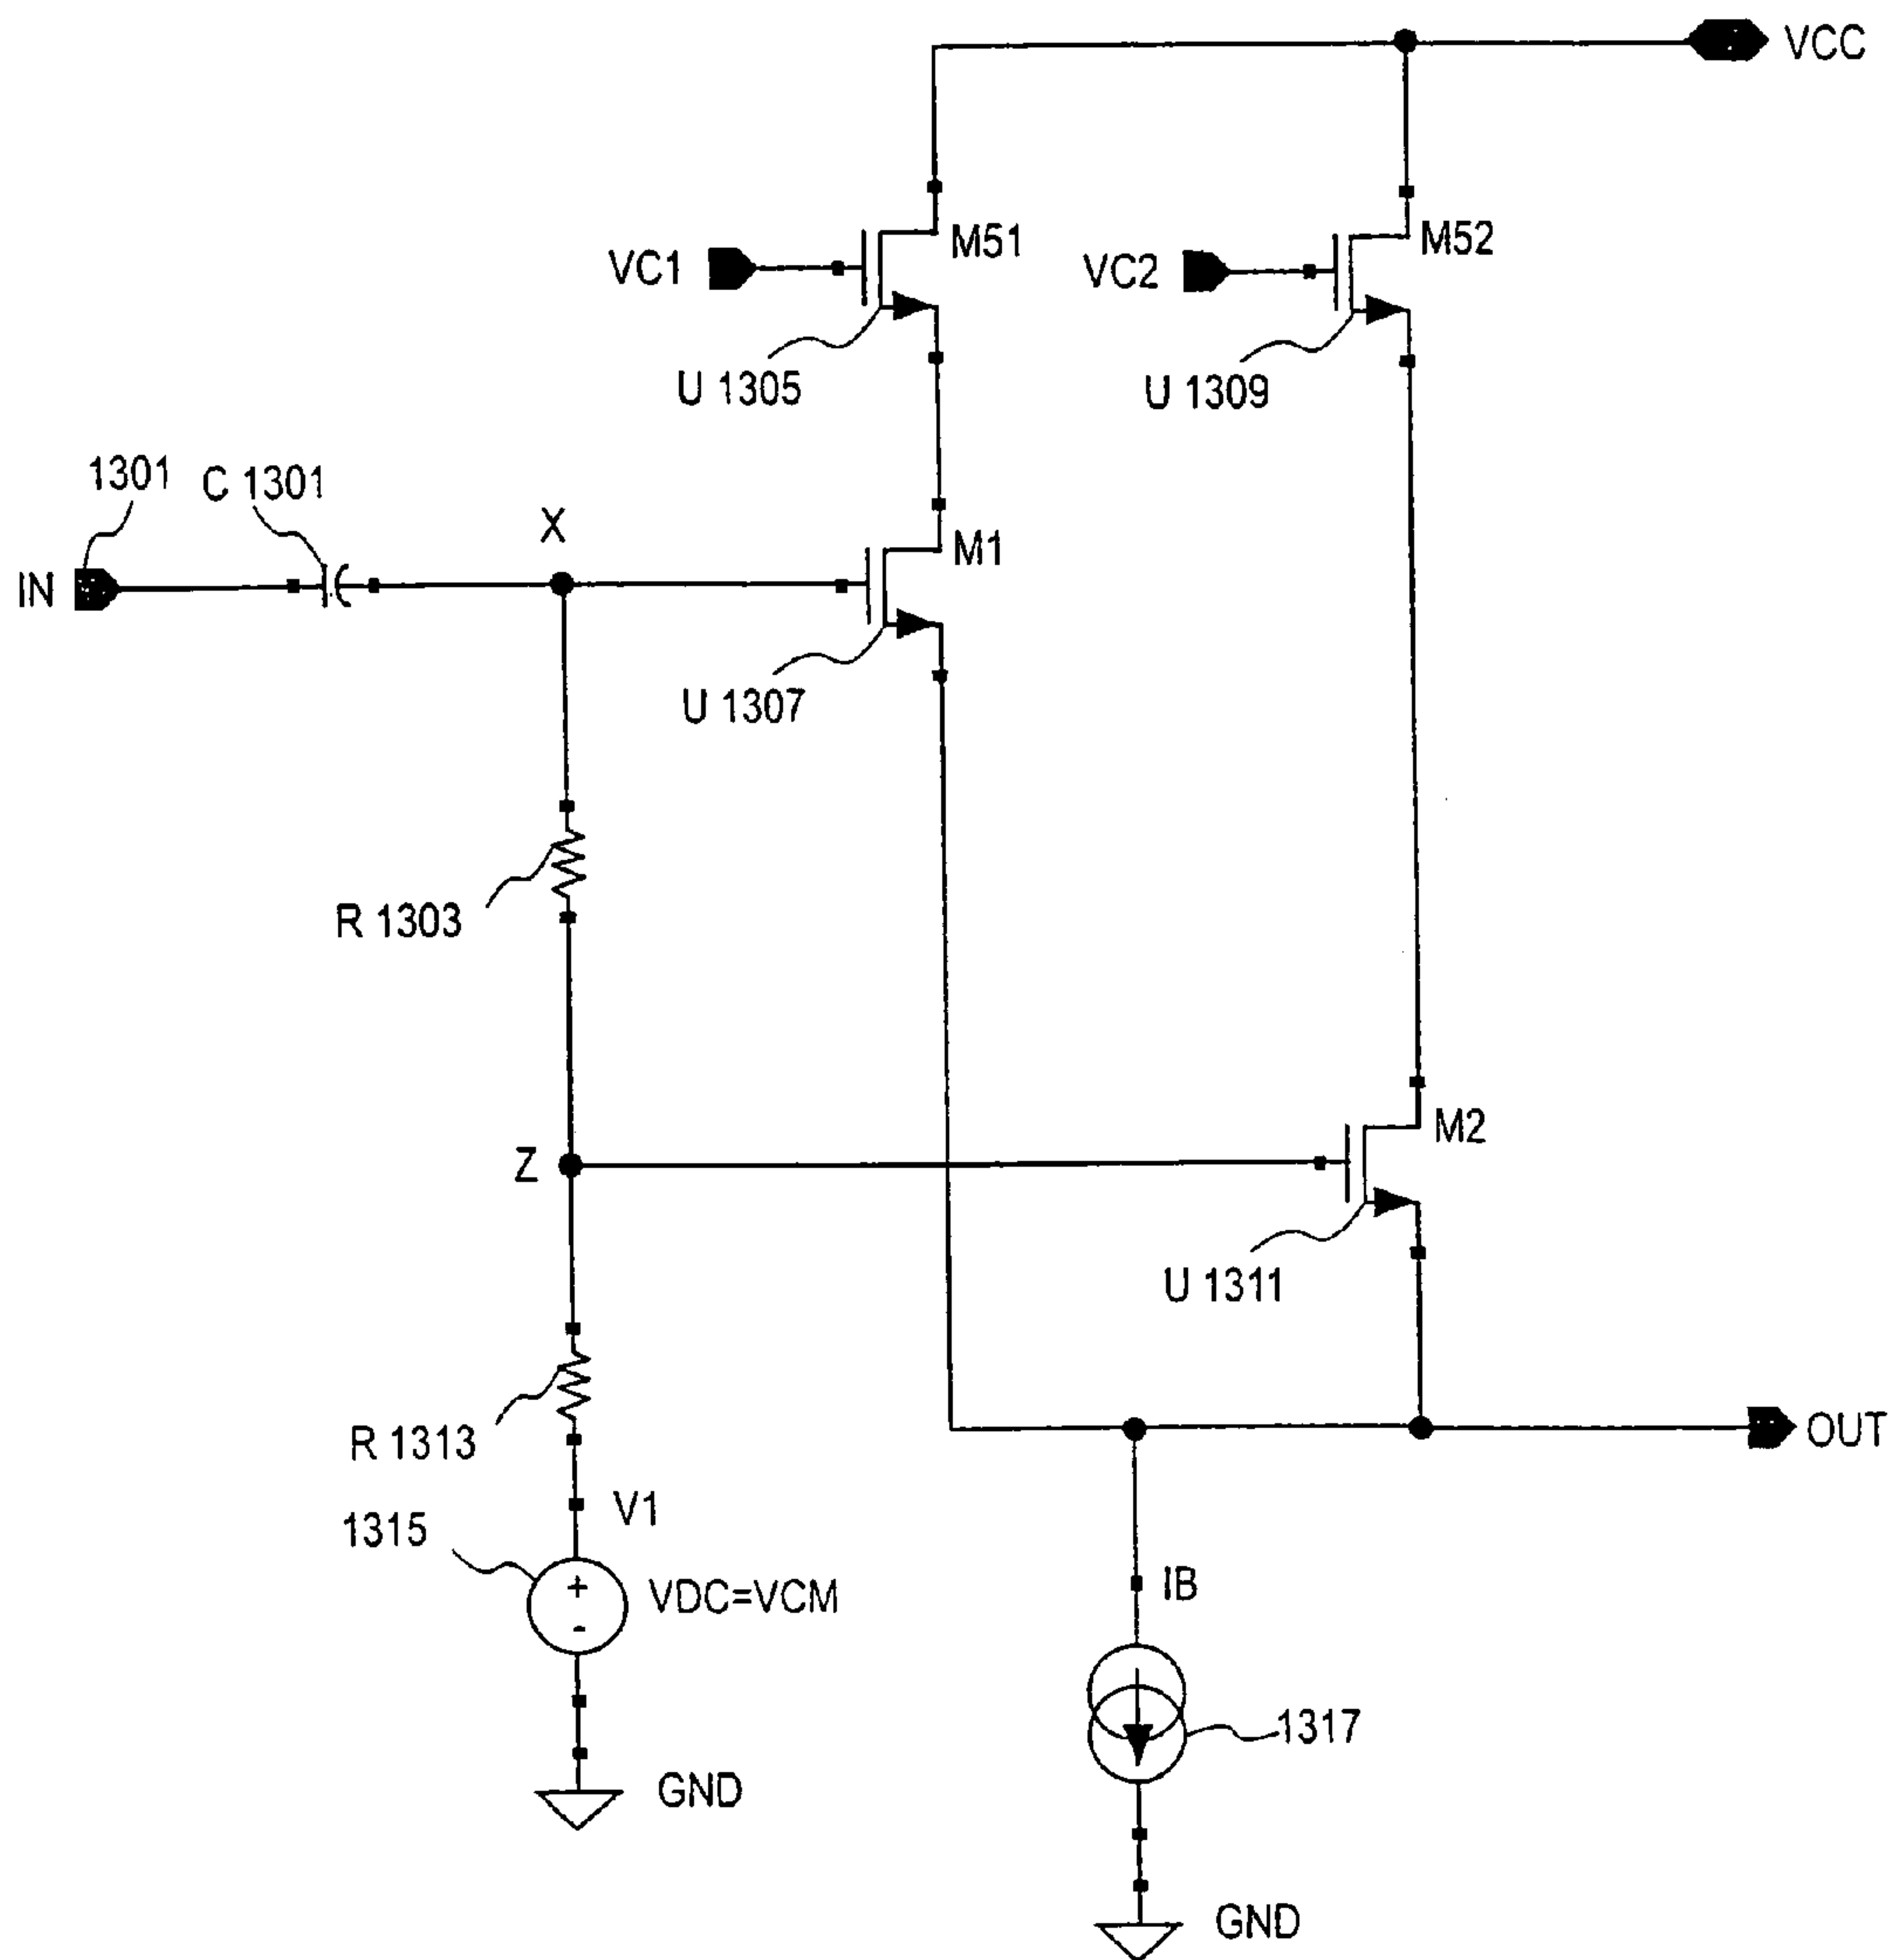 VCC
M51
M52
VC1
VC2
U 1305
U 1309
1301
C 1301
X
M1
IN
U 1307
R 1303
M2
Z
U 1311
R 1313
OUT
V1
1315
IB
VDC=VCM
+
-
1317
GND
GND